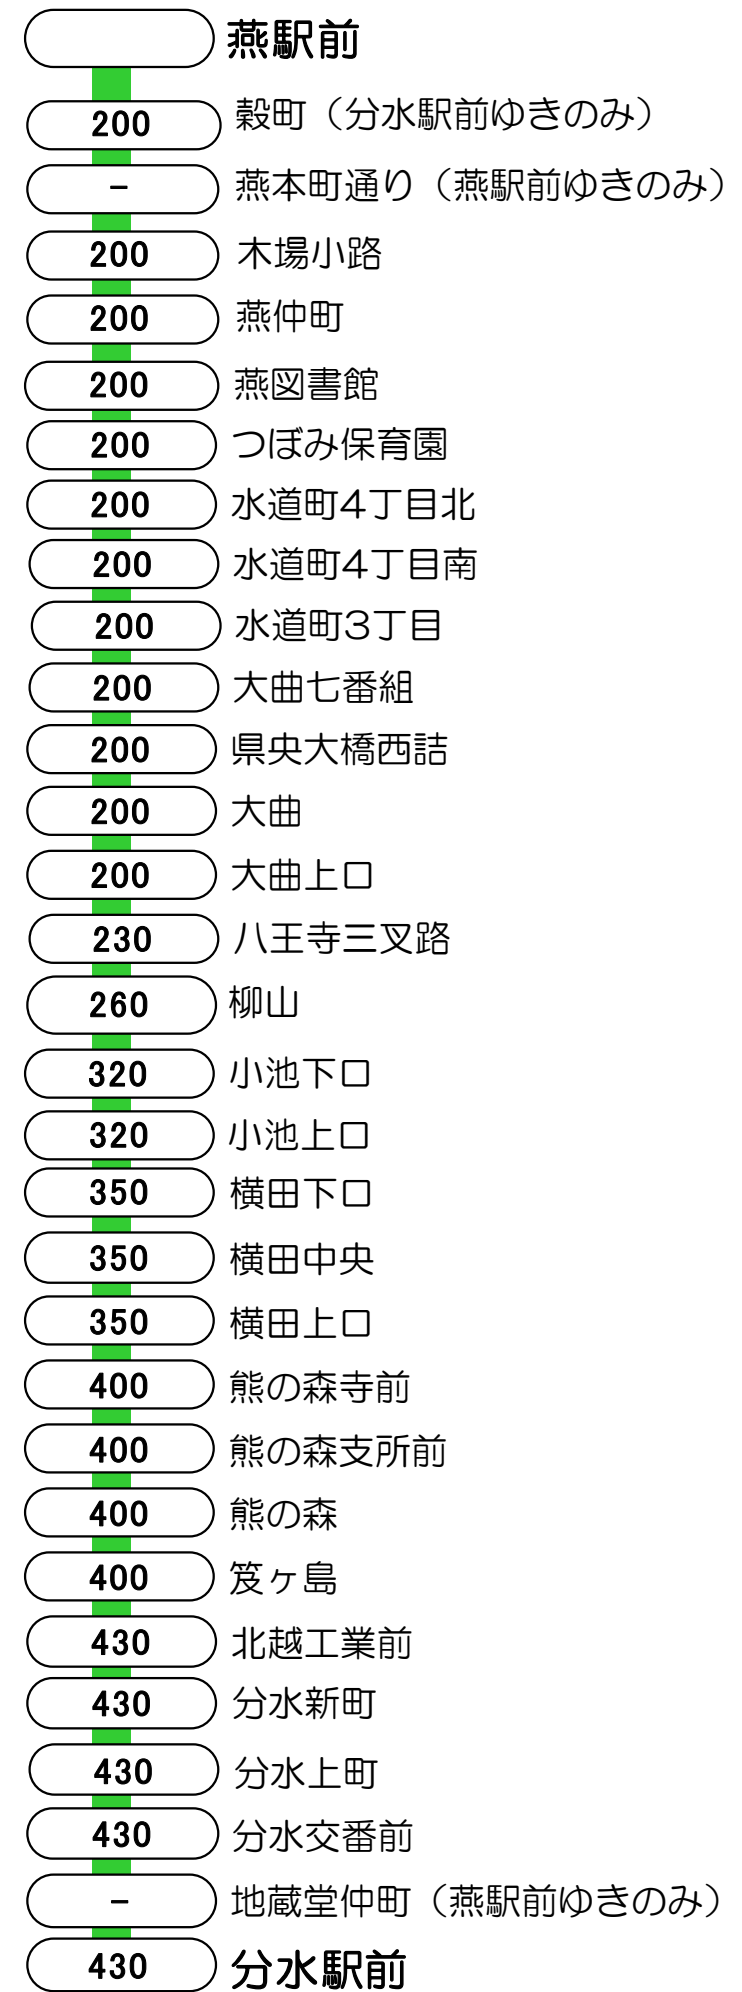 燕駅前
200 穀町（分水駅前ゆきのみ）
- 燕本町通り（燕駅前ゆきのみ）
200 木場小路
200 燕仲町
200 燕図書館
200 つぼみ保育園
200 水道町4丁目北
200 水道町4丁目南
200 水道町3丁目
200 大曲七番組
200 県央大橋西詰
200 大曲
200 大曲上口
230 八王寺三叉路
260 柳山
320 小池下口
320 小池上口
350 横田下口
350 横田中央
350 横田上口
400 熊の森寺前
400 熊の森支所前
400 熊の森
400 笈ヶ島
430 北越工業前
430 分水新町
430 分水上町
430 分水交番前
- 地蔵堂仲町（燕駅前ゆきのみ）
430 分水駅前